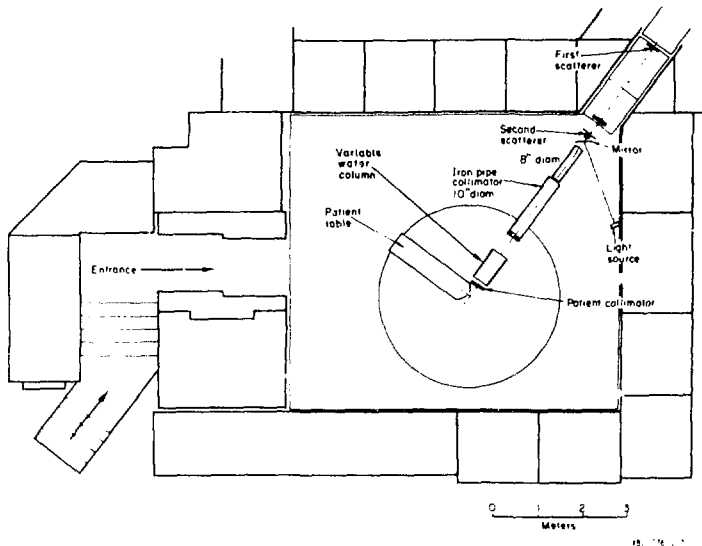 First
scatterer
Second
scatterer
Mirror
8" diam
Variable
water
column
Iron pipe
collimator
10" diam
Patient
table
Light
source
Entrance
Patient collimator
0 1 2 3
Meters